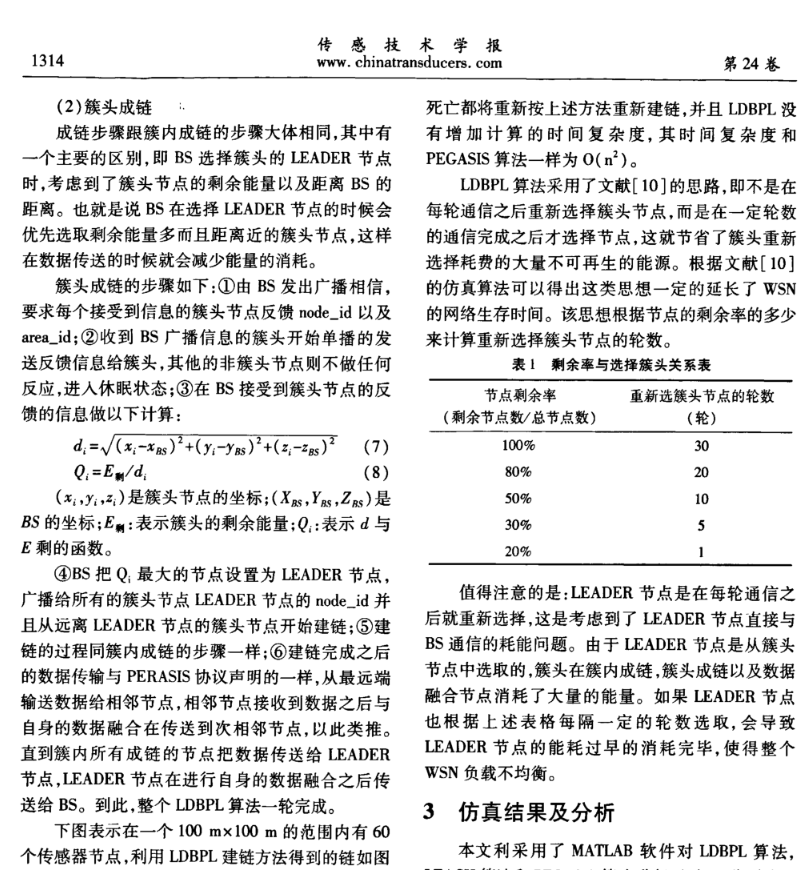 1314
传 感 技 术 学 报
www. chinatransducers. com
第 24 卷
(2)簇头成链
成链步骤跟簇内成链的步骤大体相同,其中有
一个主要的区别,即 BS 选择簇头的 LEADER 节点
时,考虑到了簇头节点的剩余能量以及距离 BS 的
距离。也就是说 BS 在选择 LEADER 节点的时候会
优先选取剩余能量多而且距离近的簇头节点,这样
在数据传送的时候就会减少能量的消耗。
簇头成链的步骤如下:①由 BS 发出广播相信,
要求每个接受到信息的簇头节点反馈 node_id 以及
area_id;②收到 BS 广播信息的簇头开始单播的发
送反馈信息给簇头,其他的非簇头节点则不做任何
反应,进入休眠状态;③在 BS 接受到簇头节点的反
馈的信息做以下计算:
d_i=√(x_i-x_BS)²+(y_i-y_BS)²+(z_i-z_BS)² (7)
Q_i=E_剩/d_i (8)
(x_i,y_i,z_i)是簇头节点的坐标;(X_BS,Y_BS,Z_BS)是
BS 的坐标;E_剩:表示簇头的剩余能量;Q_i:表示 d 与
E 剩的函数。
④BS 把 Q_i 最大的节点设置为 LEADER 节点,
广播给所有的簇头节点 LEADER 节点的 node_id 并
且从远离 LEADER 节点的簇头节点开始建链;⑤建
链的过程同簇内成链的步骤一样;⑥建链完成之后
的数据传输与 PERASIS 协议声明的一样,从最远端
输送数据给相邻节点,相邻节点接收到数据之后与
自身的数据融合在传送到次相邻节点,以此类推。
直到簇内所有成链的节点把数据传送给 LEADER
节点,LEADER 节点在进行自身的数据融合之后传
送给 BS。到此,整个 LDBPL 算法一轮完成。
下图表示在一个 100 m×100 m 的范围内有 60
个传感器节点,利用 LDBPL 建链方法得到的链如图
死亡都将重新按上述方法重新建链,并且 LDBPL 没
有增加计算的时间复杂度,其时间复杂度和
PEGASIS 算法一样为 O(n²)。
LDBPL 算法采用了文献[10]的思路,即不是在
每轮通信之后重新选择簇头节点,而是在一定轮数
的通信完成之后才选择节点,这就节省了簇头重新
选择耗费的大量不可再生的能源。根据文献[10]
的仿真算法可以得出这类思想一定的延长了 WSN
的网络生存时间。该思想根据节点的剩余率的多少
来计算重新选择簇头节点的轮数。
表 1 剩余率与选择簇头关系表
节点剩余率 重新选簇头节点的轮数
(剩余节点数/总节点数) (轮)
100% 30
80% 20
50% 10
30% 5
20% 1
值得注意的是:LEADER 节点是在每轮通信之
后就重新选择,这是考虑到了 LEADER 节点直接与
BS 通信的耗能问题。由于 LEADER 节点是从簇头
节点中选取的,簇头在簇内成链,簇头成链以及数据
融合节点消耗了大量的能量。如果 LEADER 节点
也根据上述表格每隔一定的轮数选取,会导致
LEADER 节点的能耗过早的消耗完毕,使得整个
WSN 负载不均衡。
3 仿真结果及分析
本文利采用了 MATLAB 软件对 LDBPL 算法,